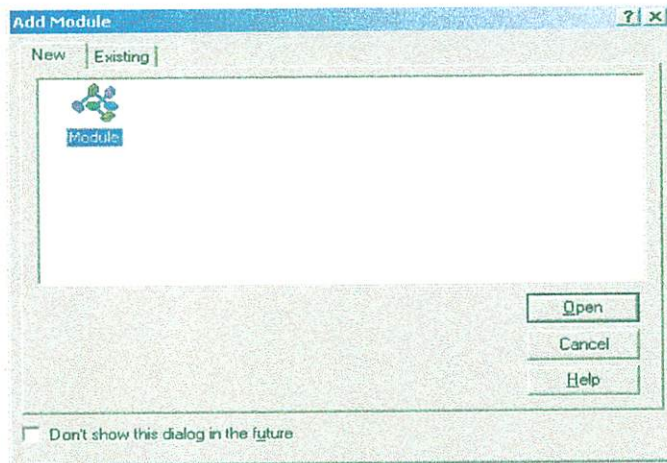 Add Module ? ×
New Existing
Module
Open
Cancel
Help
Don't show this dialog in the future